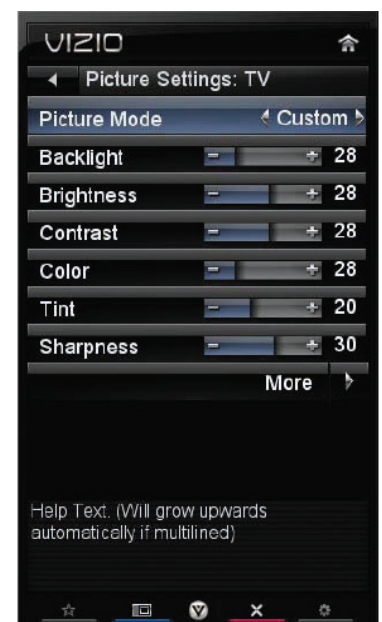 VIZIO
Picture Settings: TV
Picture Mode Custom
Backlight 28
Brightness 28
Contrast 28
Color 28
Tint 20
Sharpness 30
More
Help Text. (Will grow upwards
automatically if multilined)